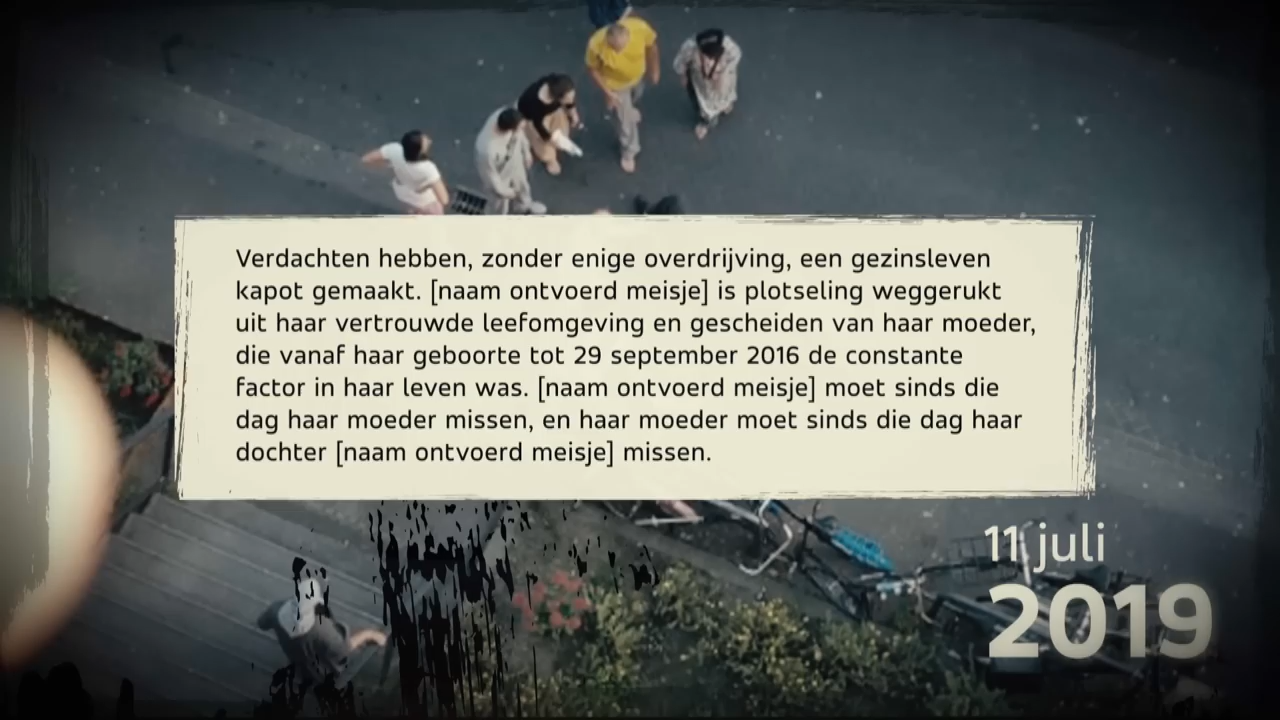 Verdachten hebben, zonder enige overdrijving, een gezinsleven
kapot gemaakt. [naam ontvoerd meisje] is plotseling weggerukt
uit haar vertrouwde leefomgeving en gescheiden van haar moeder,
die vanaf haar geboorte tot 29 september 2016 de constante
factor in haar leven was. [naam ontvoerd meisje] moet sinds die
dag haar moeder missen, en haar moeder moet sinds die dag haar
dochter [naam ontvoerd meisje] missen.
11 juli
2019